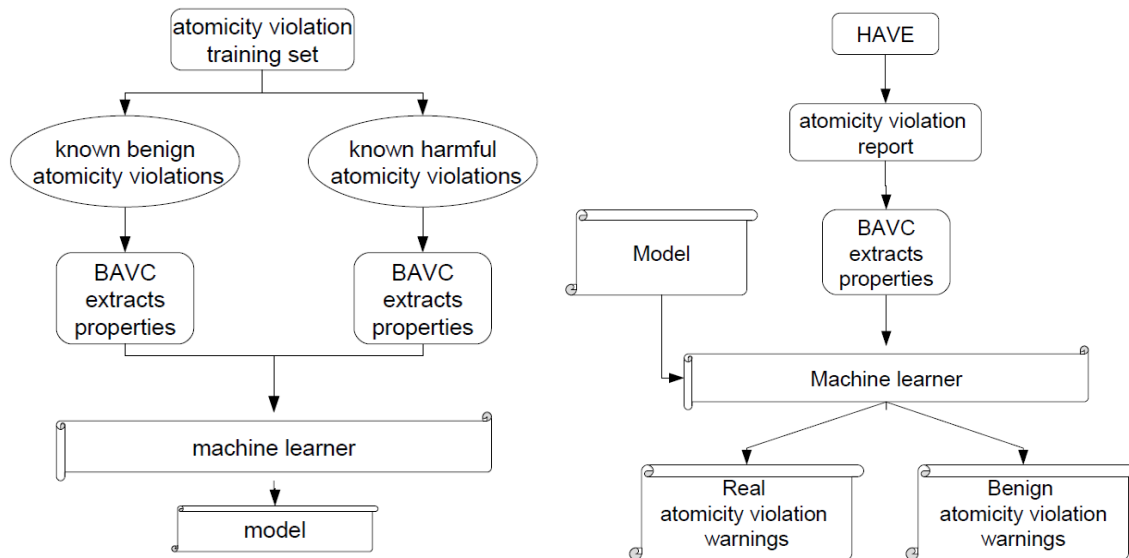 atomicity violation
training set
known benign
atomicity violations
known harmful
atomicity violations
BAVC
extracts
properties
BAVC
extracts
properties
machine learner
model
HAVE
atomicity violation
report
Model
BAVC
extracts
properties
Machine learner
Real
atomicity violation
warnings
Benign
atomicity violation
warnings